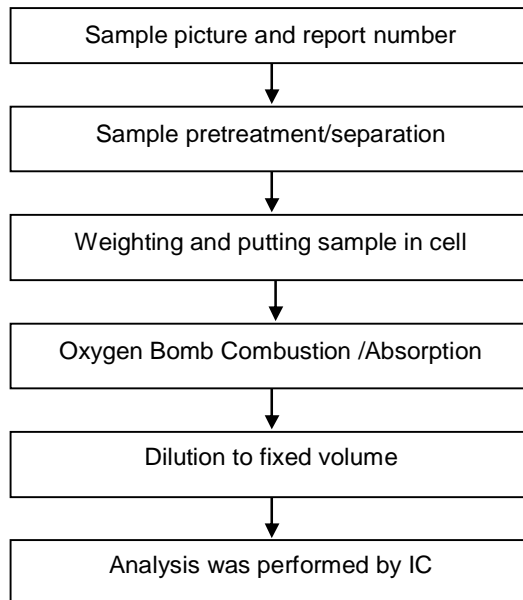 Sample picture and report number
Sample pretreatment/separation
Weighting and putting sample in cell
Oxygen Bomb Combustion /Absorption
Dilution to fixed volume
Analysis was performed by IC